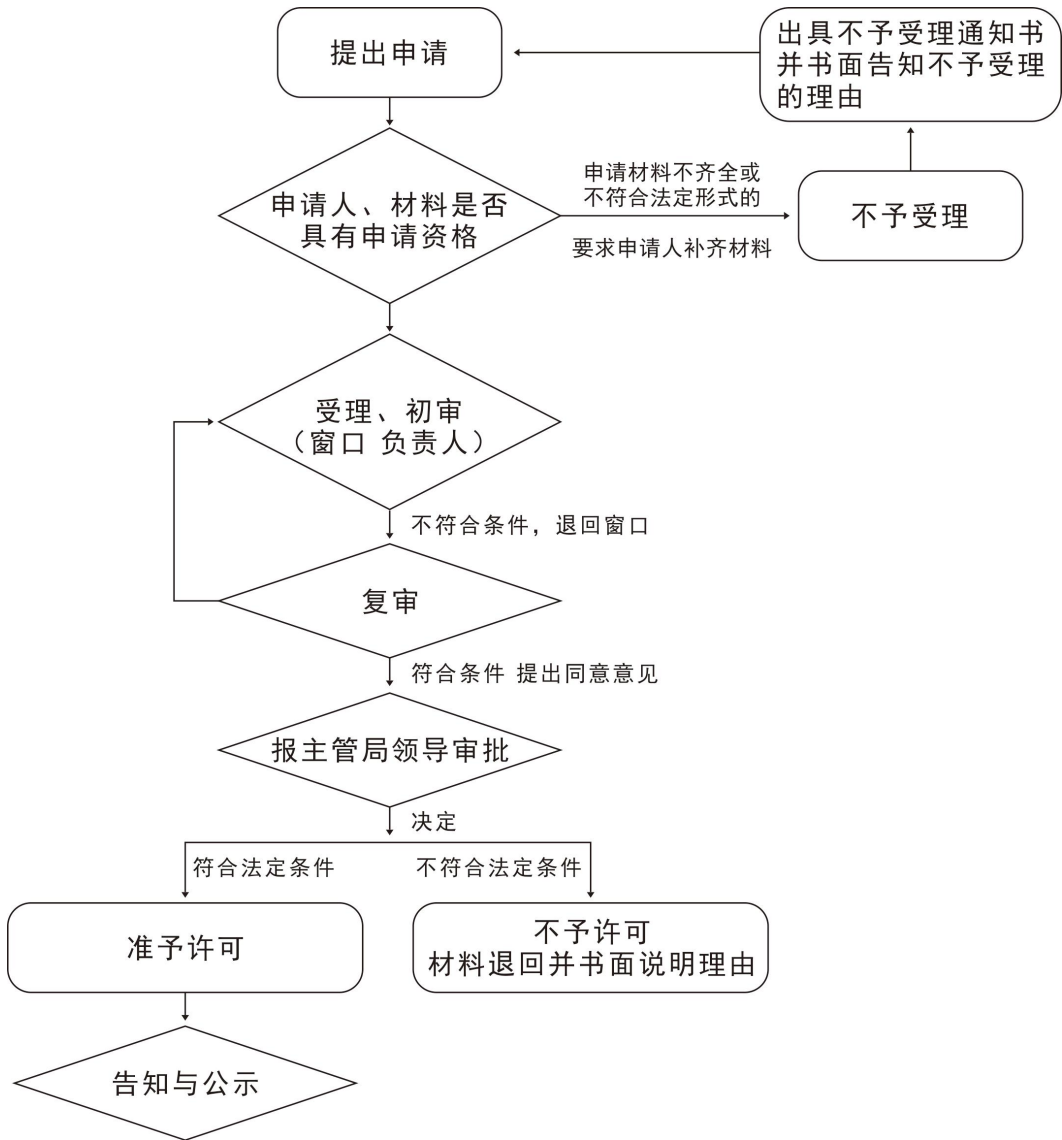 提出申请
出具不予受理通知书
并书面告知不予受理
的理由
申请人、材料是否
具有申请资格
申请材料不齐全或
不符合法定形式的
要求申请人补齐材料
不予受理
受理、初审
（窗口 负责人）
不符合条件，退回窗口
复审
符合条件 提出同意意见
报主管局领导审批
决定
符合法定条件
不符合法定条件
准予许可
不予许可
材料退回并书面说明理由
告知与公示